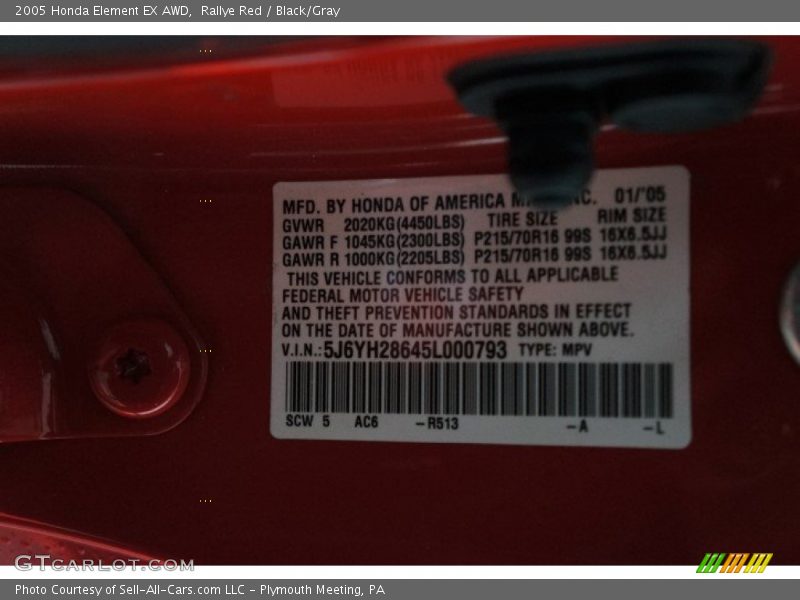 2005 Honda Element EX AWD, Rallye Red / Black/Gray
MFD. BY HONDA OF AMERICA INC. 01/'05
GVWR 2020KG(4450LBS) TIRE SIZE RIM SIZE
GAWR F 1045KG(2300LBS) P215/70R16 99S 16X6.5JJ
GAWR R 1000KG(2205LBS) P215/70R16 99S 16X6.5JJ
THIS VEHICLE CONFORMS TO ALL APPLICABLE
FEDERAL MOTOR VEHICLE SAFETY
AND THEFT PREVENTION STANDARDS IN EFFECT
ON THE DATE OF MANUFACTURE SHOWN ABOVE.
V.I.N.: 5J6YH28645L000793 TYPE: MPV
SCW 5 AC6 -R513 -A -L
GTCARLOT.COM
Photo Courtesy of Sell-All-Cars.com LLC - Plymouth Meeting, PA